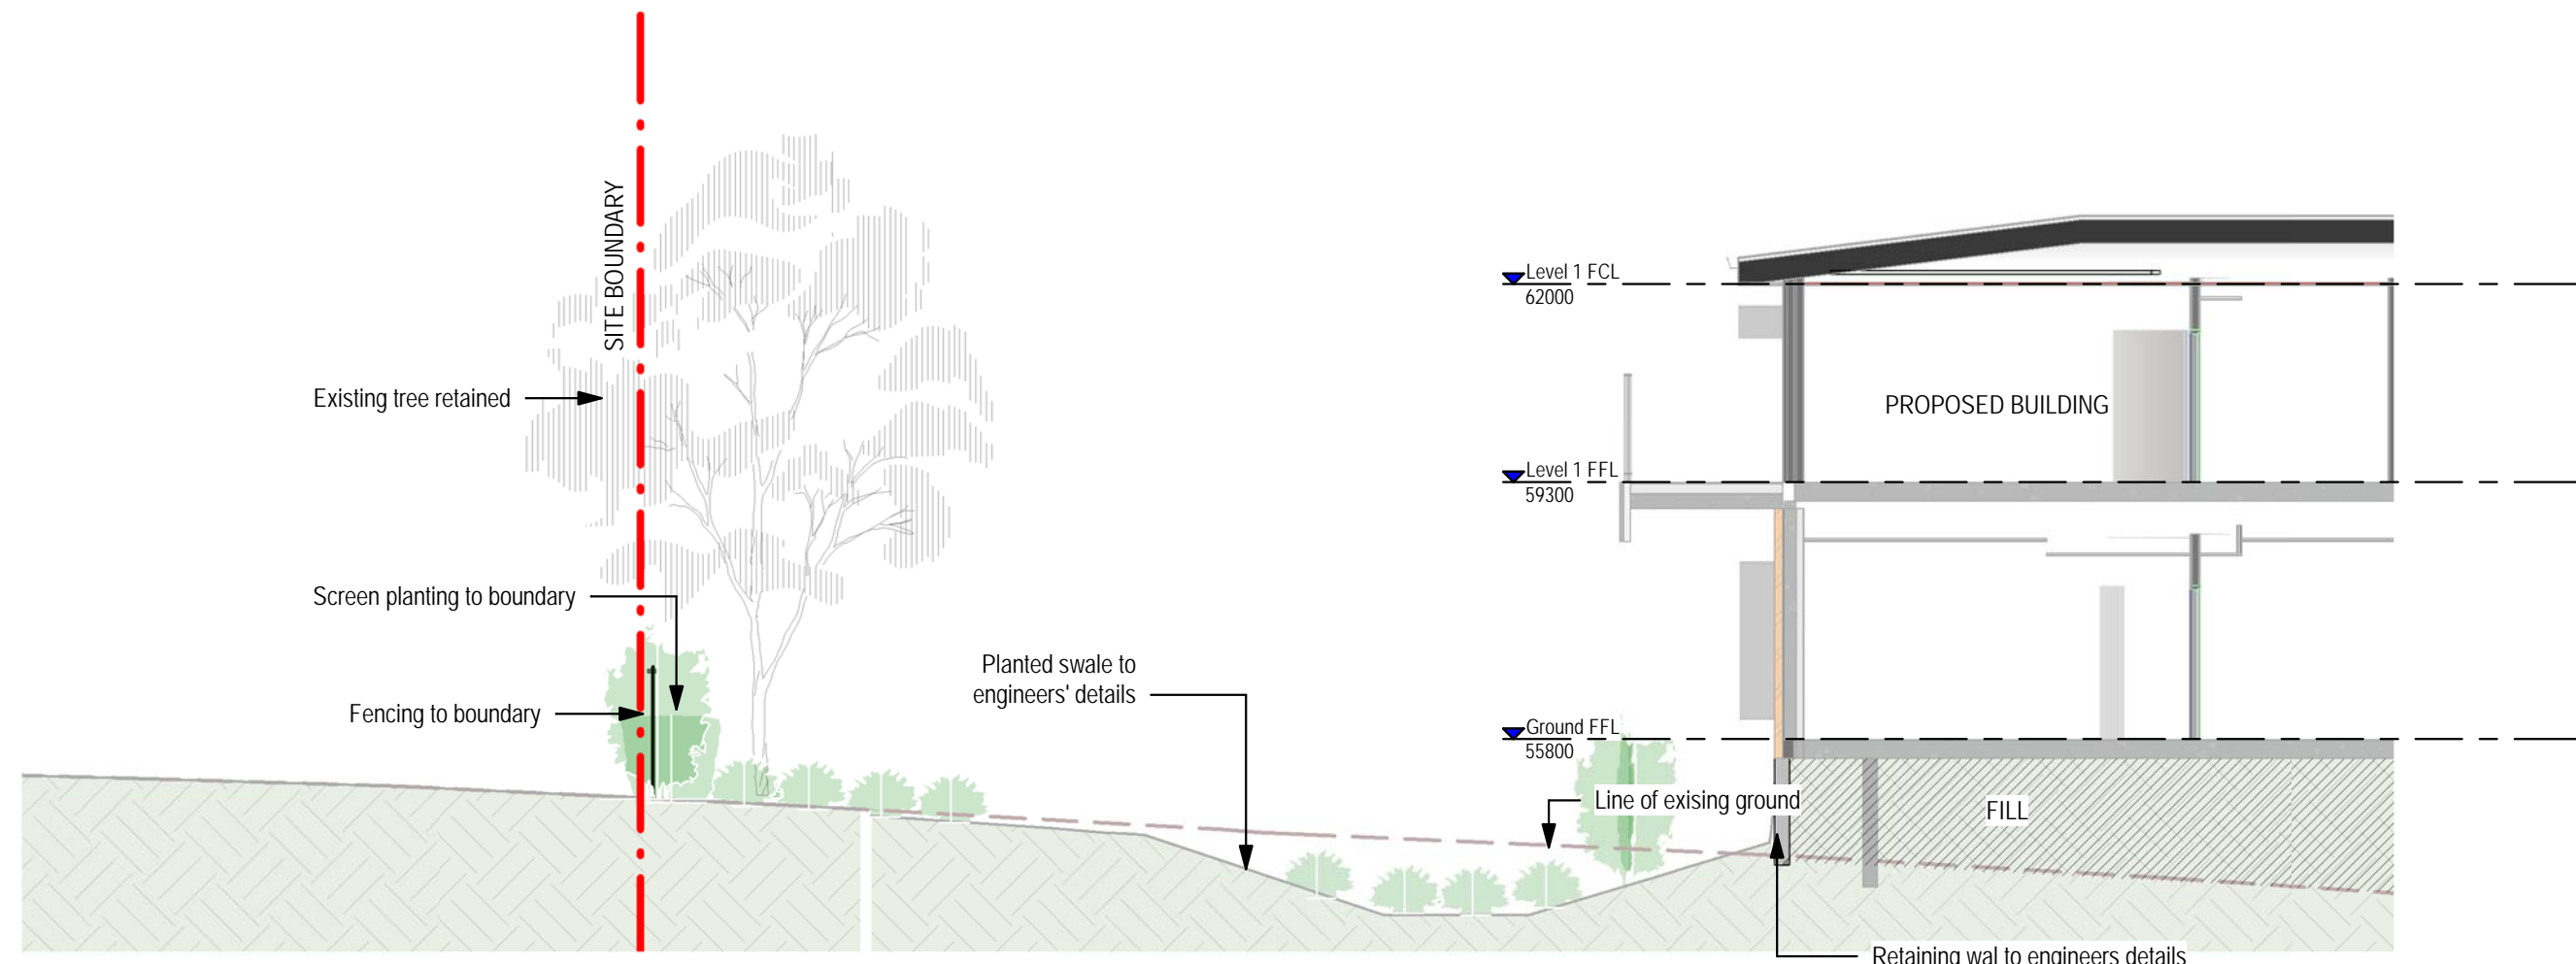 SITE BOUNDARY
Level 1 FCL
62000
Existing tree retained
PROPOSED BUILDING
Level 1 FFL
59300
Screen planting to boundary
Planted swale to
engineers' details
Fencing to boundary
Ground FFL
55800
Line of exising ground
FILL
Retaining wal to engineers details